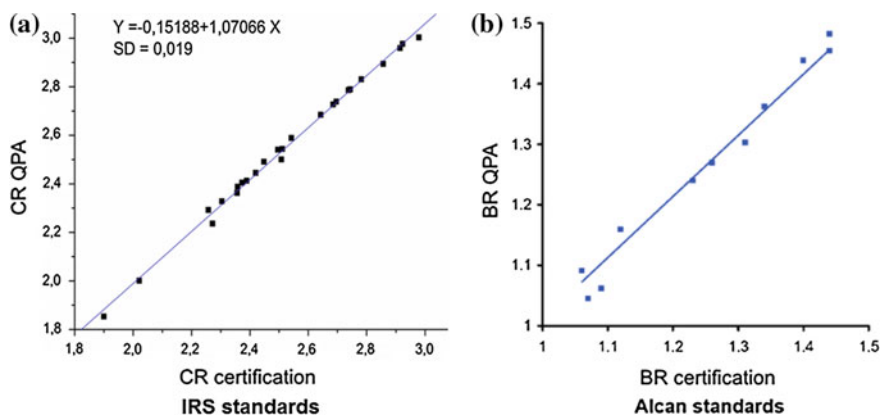 (a)
Y =-0,15188+1,07066 X
SD = 0,019
CR QPA
3,0
2,8
2,6
2,4
2,2
2,0
1,8
1,8 2,0 2,2 2,4 2,6 2,8 3,0
CR certification
IRS standards
(b)
BR QPA
1.5
1.4
1.3
1.2
1.1
1
1 1.1 1.2 1.3 1.4 1.5
BR certification
Alcan standards